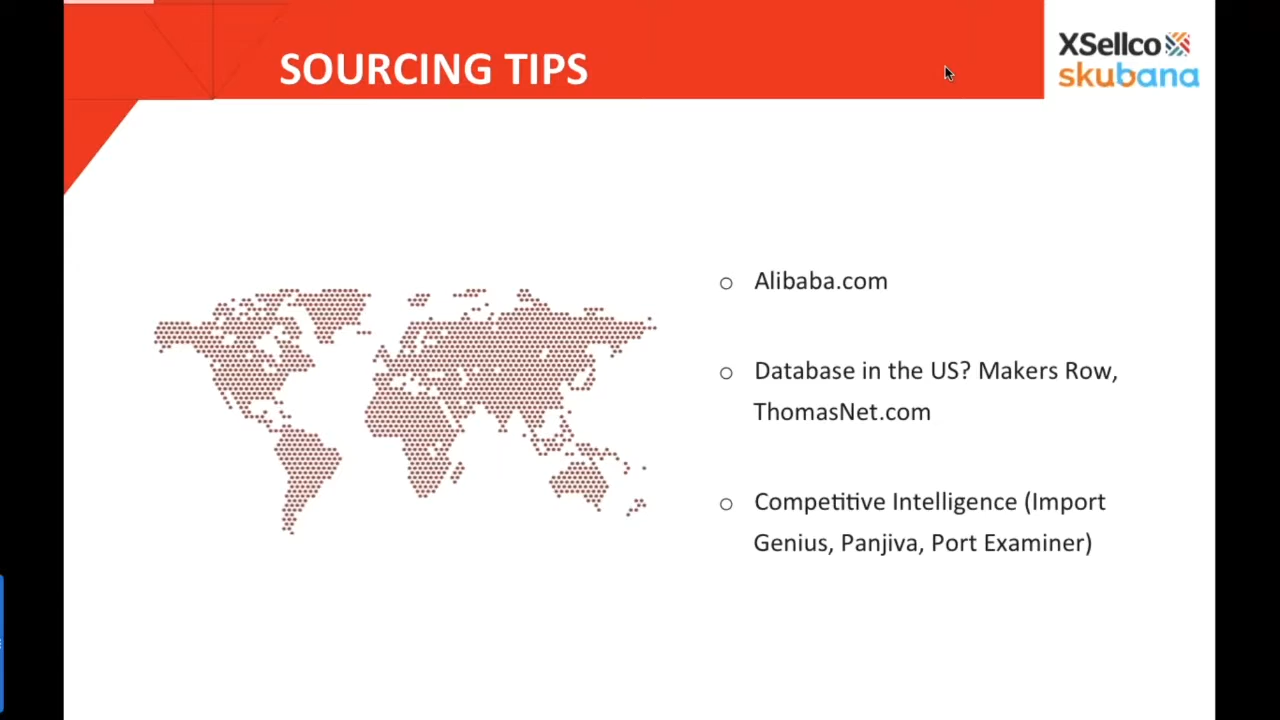 SOURCING TIPS
XSellco
skubana
o Alibaba.com
o Database in the US? Makers Row,
ThomasNet.com
o Competitive Intelligence (Import
Genius, Panjiva, Port Examiner)